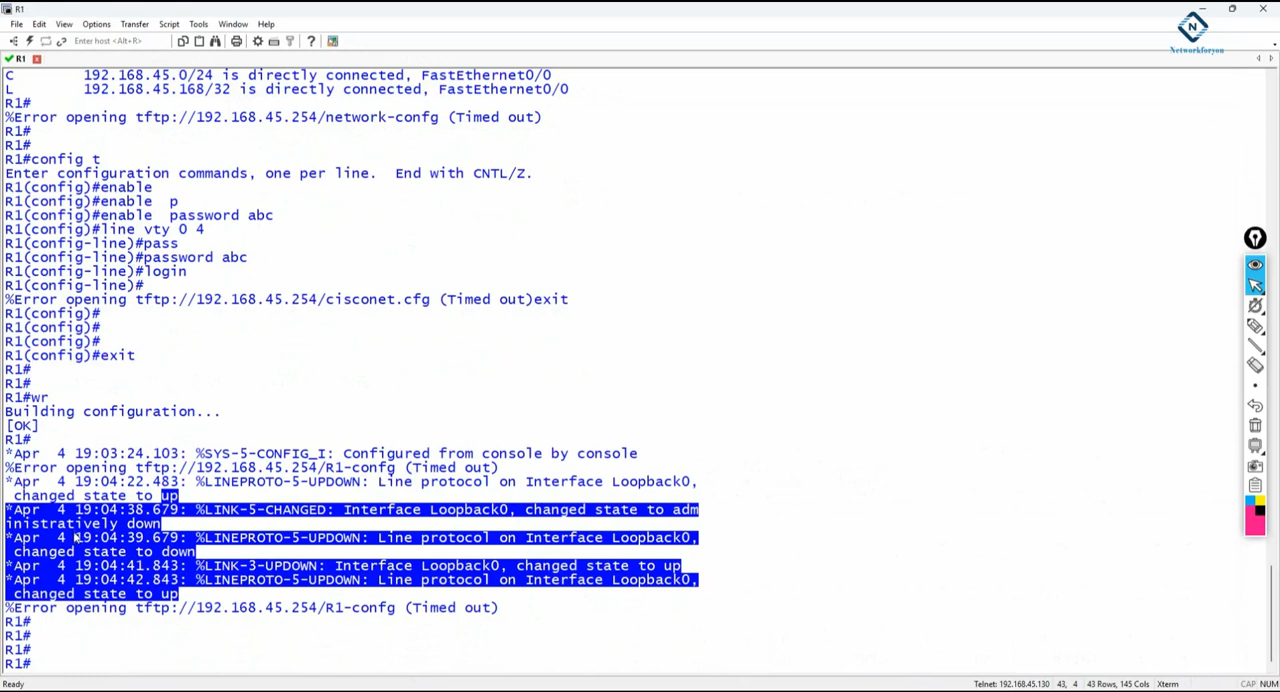 R1
File Edit View Options Transfer Script Tools Window Help
Enter host <Alt+R>
N
Networkforyou
R1
C        192.168.45.0/24 is directly connected, FastEthernet0/0
L        192.168.45.168/32 is directly connected, FastEthernet0/0
R1#
%Error opening tftp://192.168.45.254/network-confg (Timed out)
R1#
R1#
R1#config t
Enter configuration commands, one per line.  End with CNTL/Z.
R1(config)#enable
R1(config)#enable  p
R1(config)#enable  password abc
R1(config)#line vty 0 4
R1(config-line)#pass
R1(config-line)#password abc
R1(config-line)#login
R1(config-line)#
%Error opening tftp://192.168.45.254/cisconet.cfg (Timed out)exit
R1(config)#
R1(config)#
R1(config)#
R1(config)#exit
R1#
R1#
R1#wr
Building configuration...
[OK]
R1#
*Apr  4 19:03:24.103: %SYS-5-CONFIG_I: Configured from console by console
%Error opening tftp://192.168.45.254/R1-confg (Timed out)
*Apr  4 19:04:22.483: %LINEPROTO-5-UPDOWN: Line protocol on Interface Loopback0,
changed state to up
*Apr  4 19:04:38.679: %LINK-5-CHANGED: Interface Loopback0, changed state to adm
inistratively down
*Apr  4 19:04:39.679: %LINEPROTO-5-UPDOWN: Line protocol on Interface Loopback0,
changed state to down
*Apr  4 19:04:41.843: %LINK-3-UPDOWN: Interface Loopback0, changed state to up
*Apr  4 19:04:42.843: %LINEPROTO-5-UPDOWN: Line protocol on Interface Loopback0,
changed state to up
%Error opening tftp://192.168.45.254/R1-confg (Timed out)
R1#
R1#
R1#
R1#
Ready
Telnet: 192.168.45.130 43, 4 43 Rows, 145 Cols Xterm CAP NUM